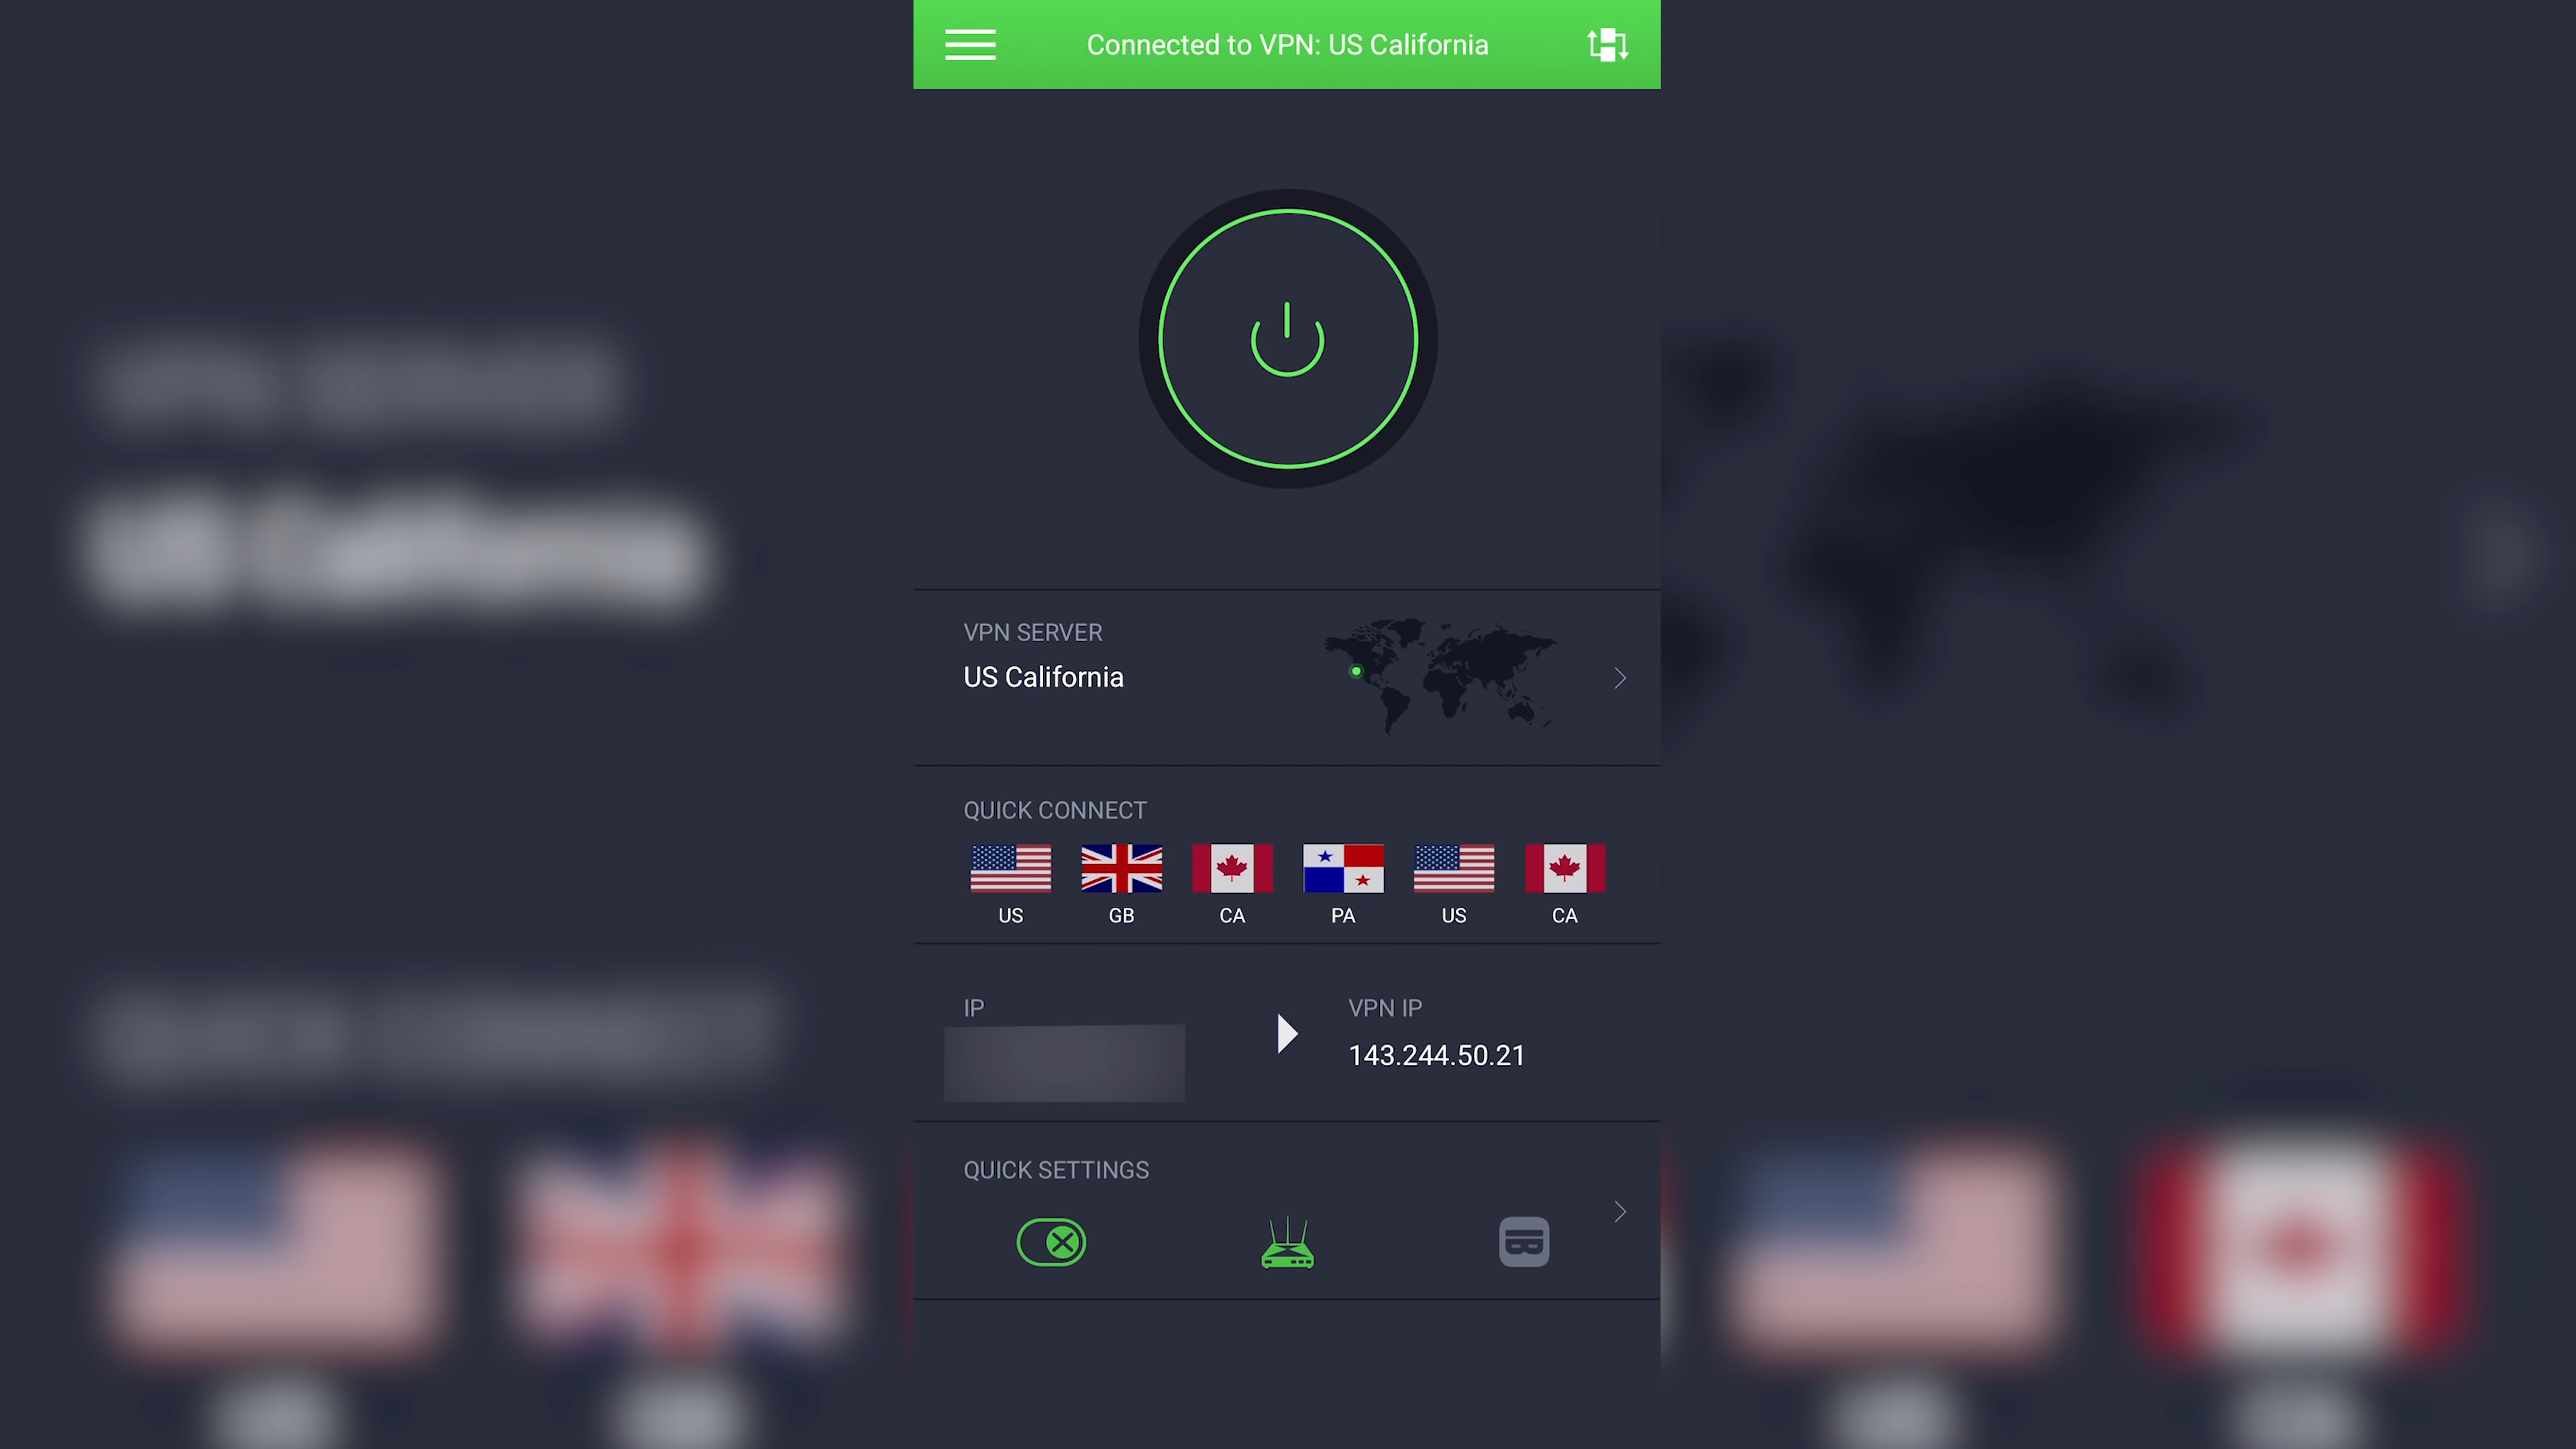 Connected to VPN: US California
VPN SERVER
US California
QUICK CONNECT
US GB CA PA US CA
IP
VPN IP
143.244.50.21
QUICK SETTINGS